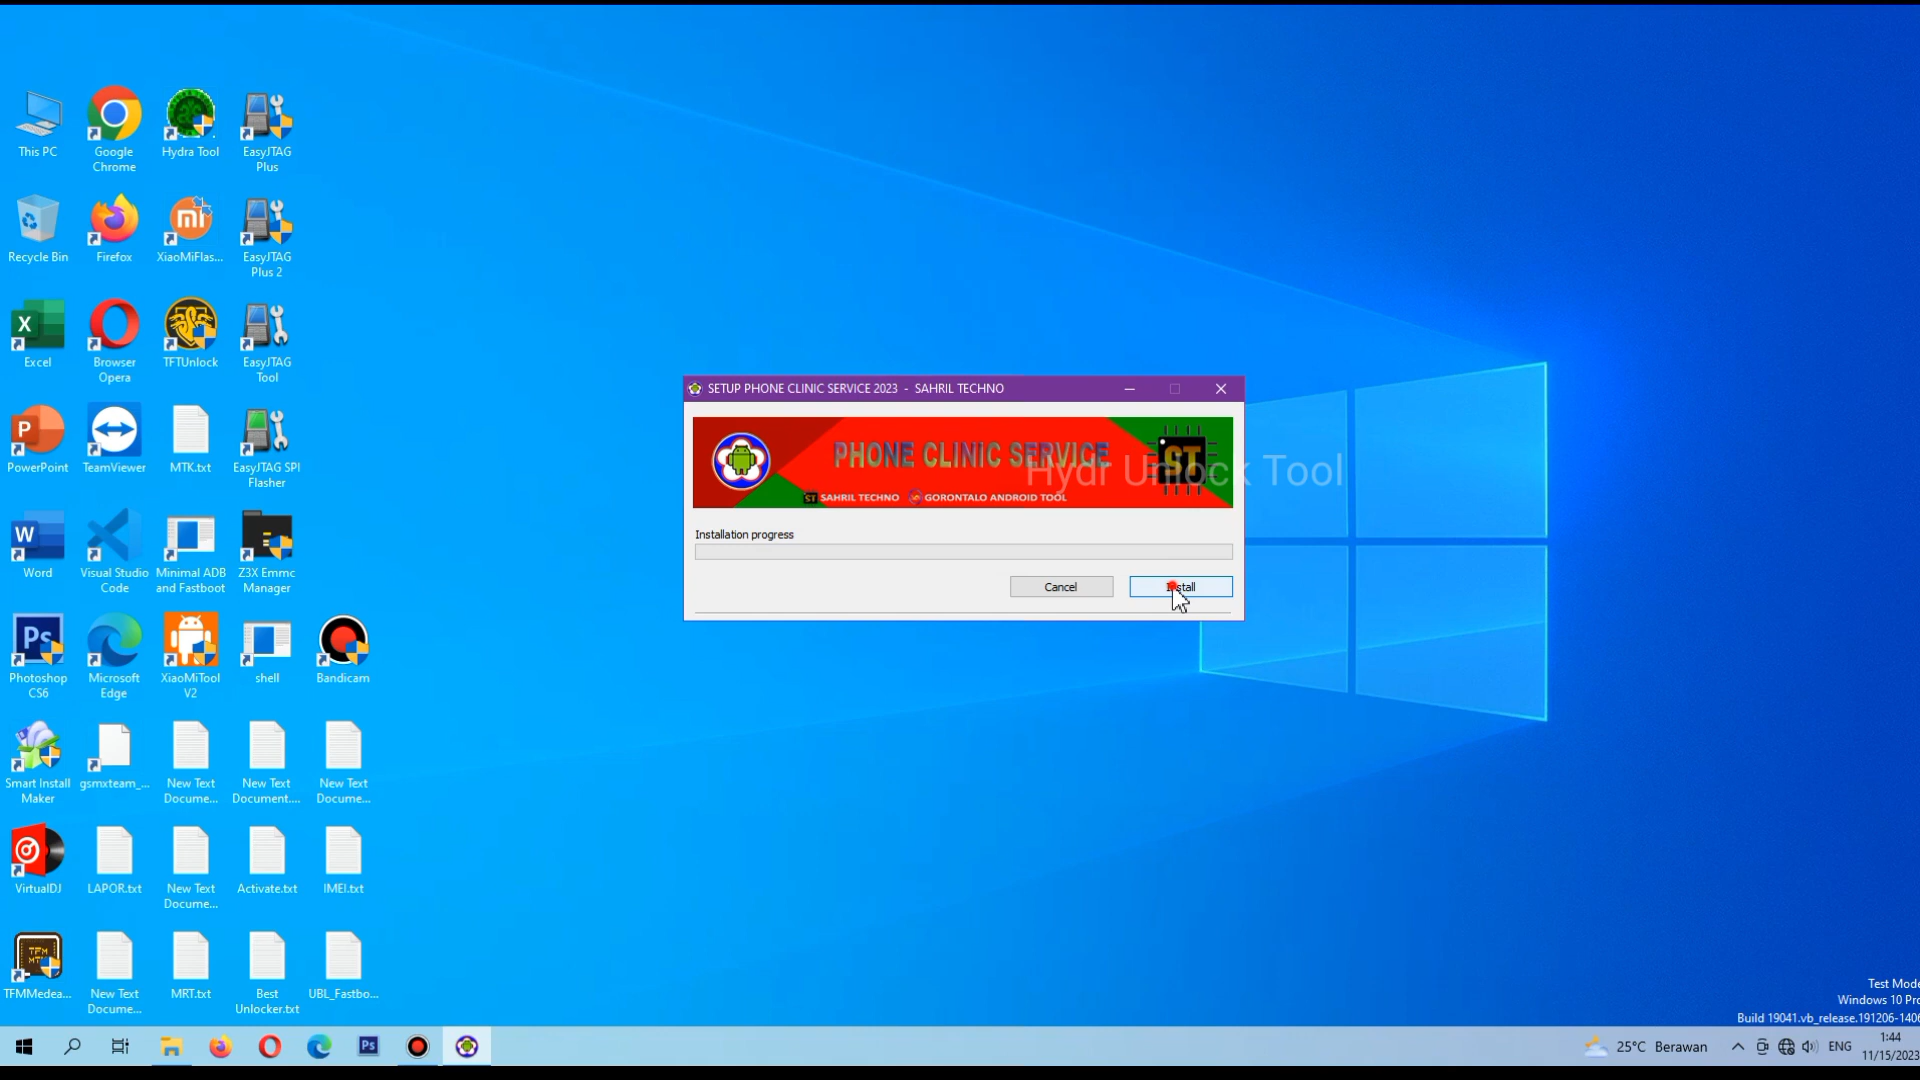 This PC
Google
Chrome
Hydra Tool
EasyJTAG
Plus
Recycle Bin
Firefox
XiaoMiFlas...
EasyJTAG
Plus 2
Excel
Browser
Opera
TFTUnlock
EasyJTAG
Tool
PowerPoint
TeamViewer
MTK.txt
EasyJTAG SPI
Flasher
Word
Visual Studio
Code
Minimal ADB
and Fastboot
Z3X Emmc
Manager
Photoshop
CS6
Microsoft
Edge
XiaoMiTool
V2
shell
Bandicam
Smart Install
Maker
gsmxteam_...
New Text
Docume...
New Text
Document....
New Text
Docume...
VirtualDJ
LAPOR.txt
New Text
Docume...
Activate.txt
IMEI.txt
TFMMedea...
New Text
Docume...
MRT.txt
Best
Unlocker.txt
UBL_Fastbo...
SETUP PHONE CLINIC SERVICE 2023 - SAHRIL TECHNO
PHONE CLINIC SERVICE
ST
Hydr Unlock Tool
ST SAHRIL TECHNO GORONTALO ANDROID TOOL
Installation progress
Cancel
Install
Test Mode
Windows 10 Pro
Build 19041.vb_release.191206-1406
25°C Berawan
ENG
1:44
11/15/2023